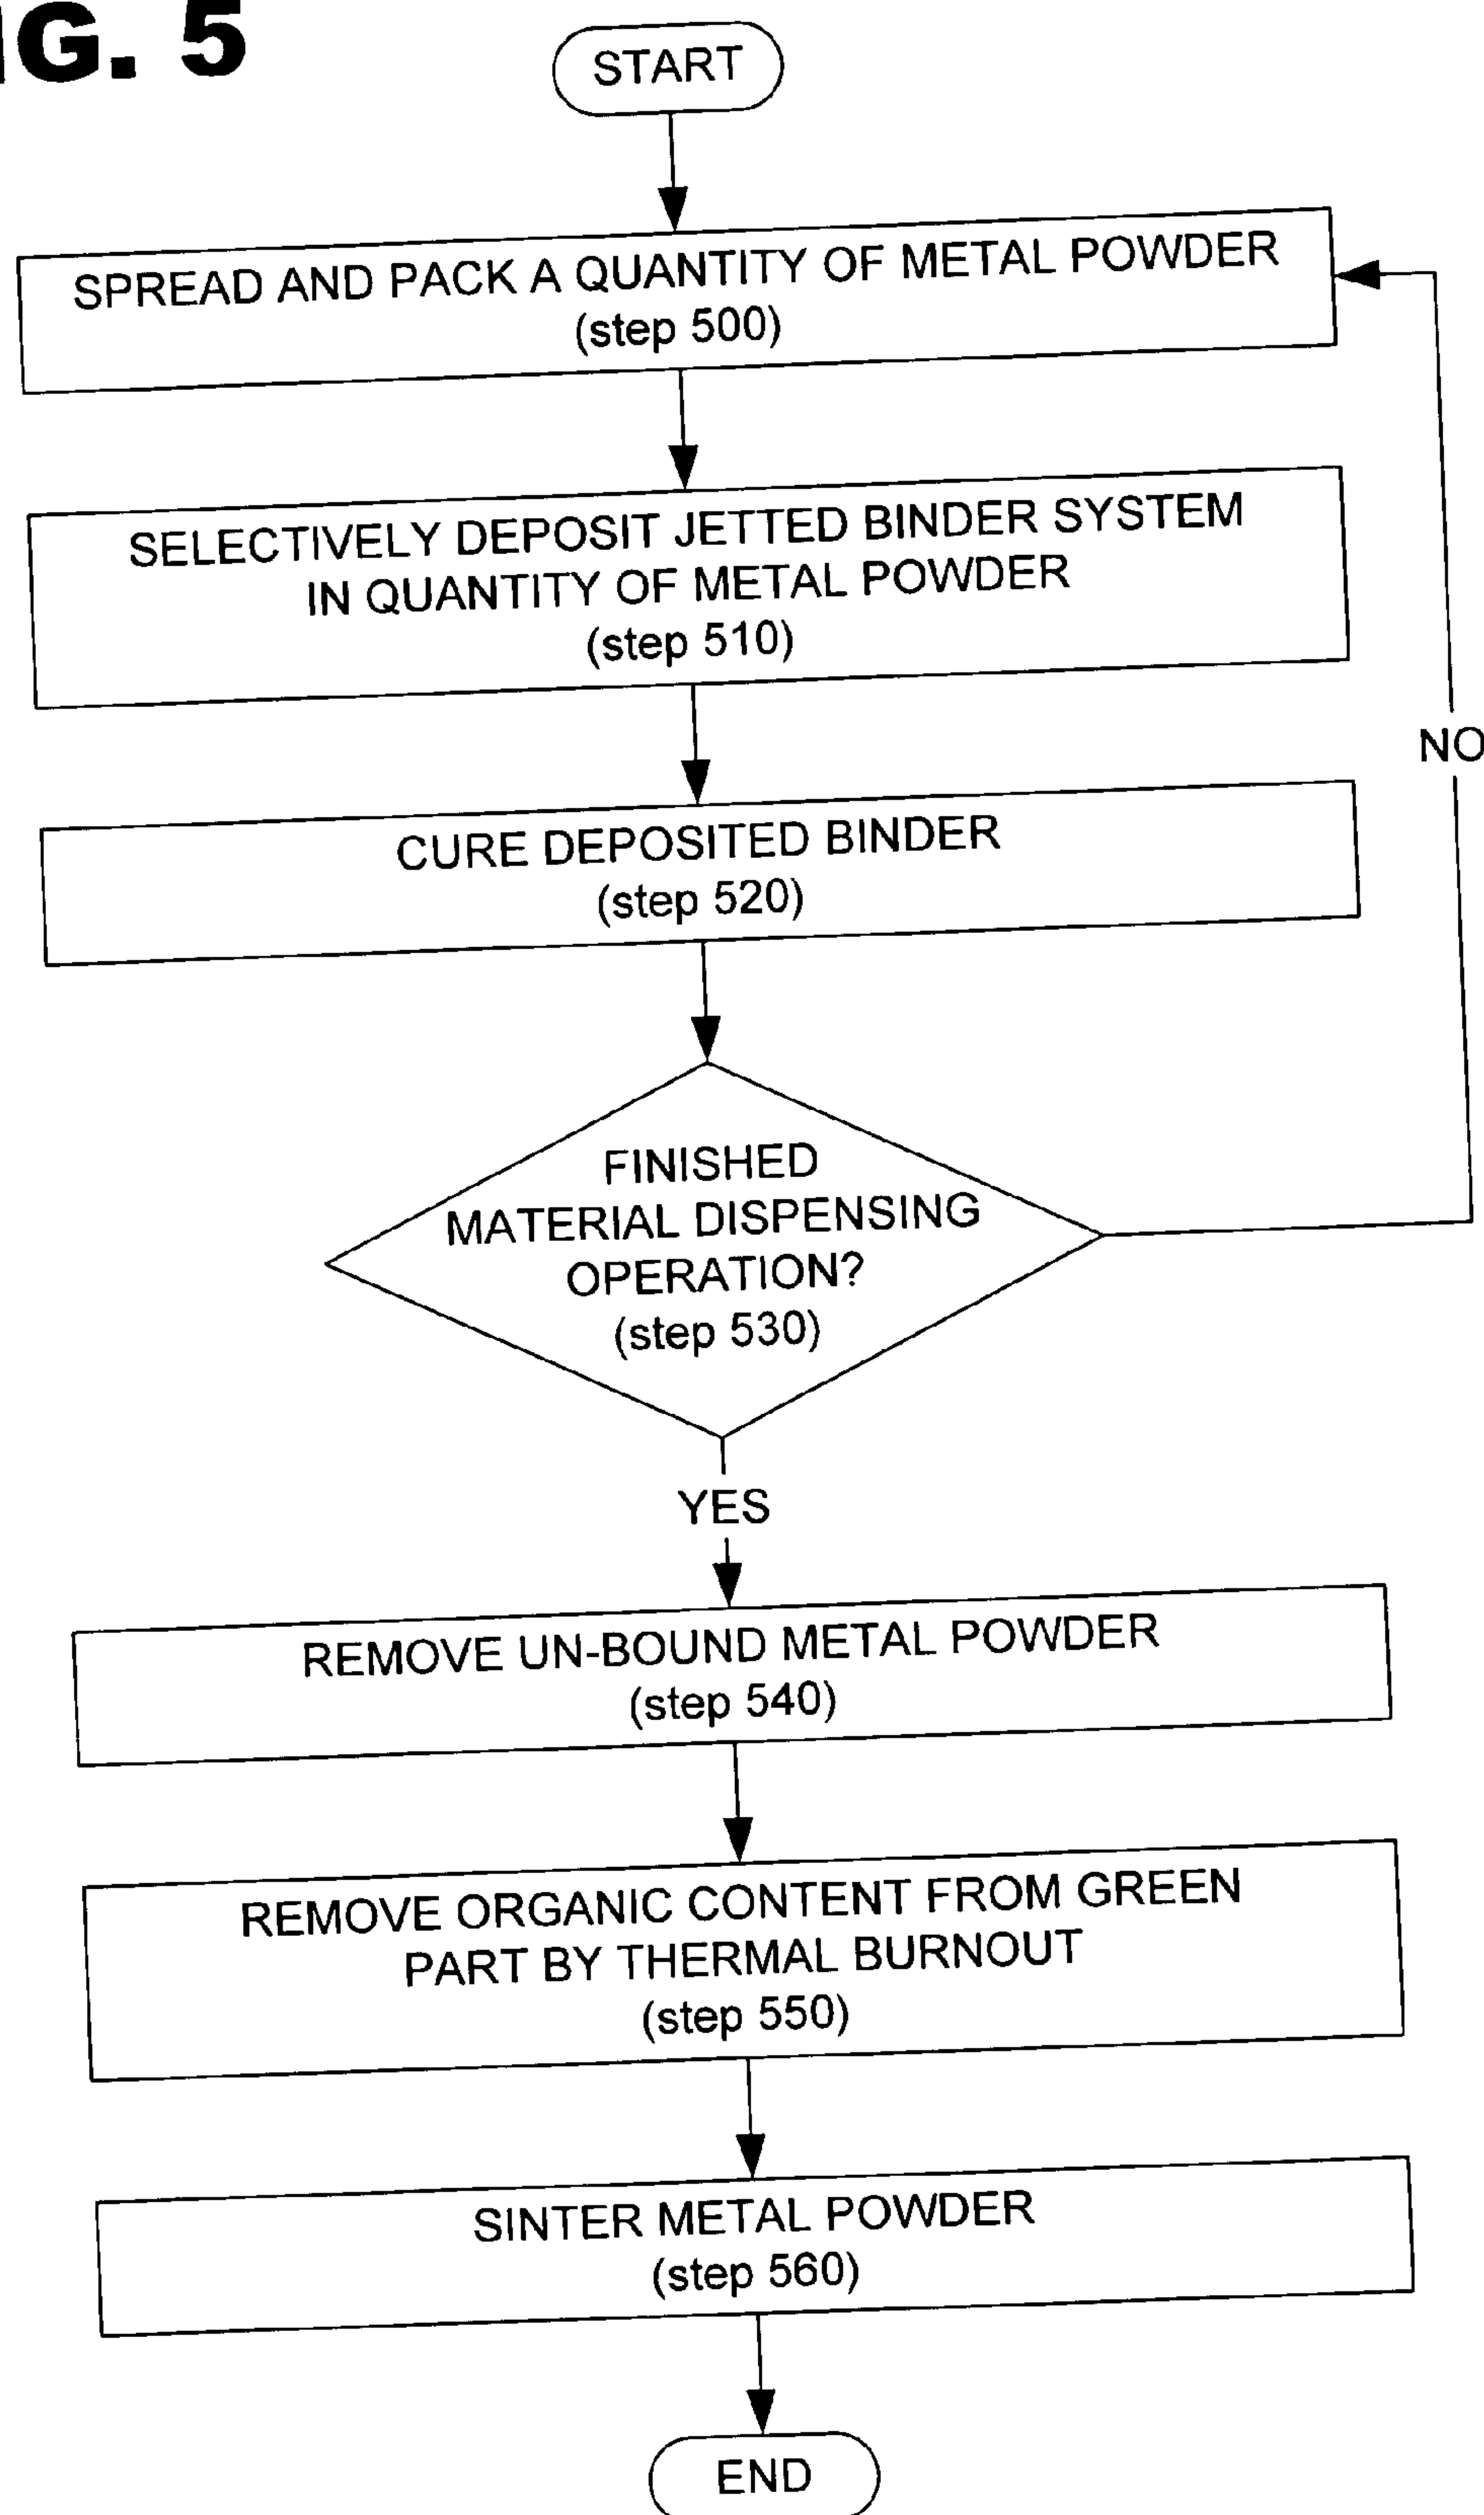 G. 5
START
SPREAD AND PACK A QUANTITY OF METAL POWDER
(step 500)
SELECTIVELY DEPOSIT JETTED BINDER SYSTEM
IN QUANTITY OF METAL POWDER
(step 510)
NO
CURE DEPOSITED BINDER
(step 520)
FINISHED
MATERIAL DISPENSING
OPERATION?
(step 530)
YES
REMOVE UN-BOUND METAL POWDER
(step 540)
REMOVE ORGANIC CONTENT FROM GREEN
PART BY THERMAL BURNOUT
(step 550)
SINTER METAL POWDER
(step 560)
END